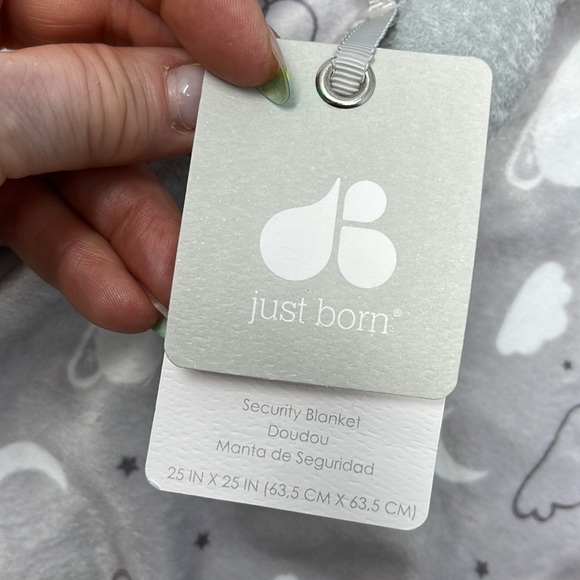 just born®
Security Blanket
Doudou
Manta de Seguridad
25 IN X 25 IN (63,5 CM X 63,5 CM)